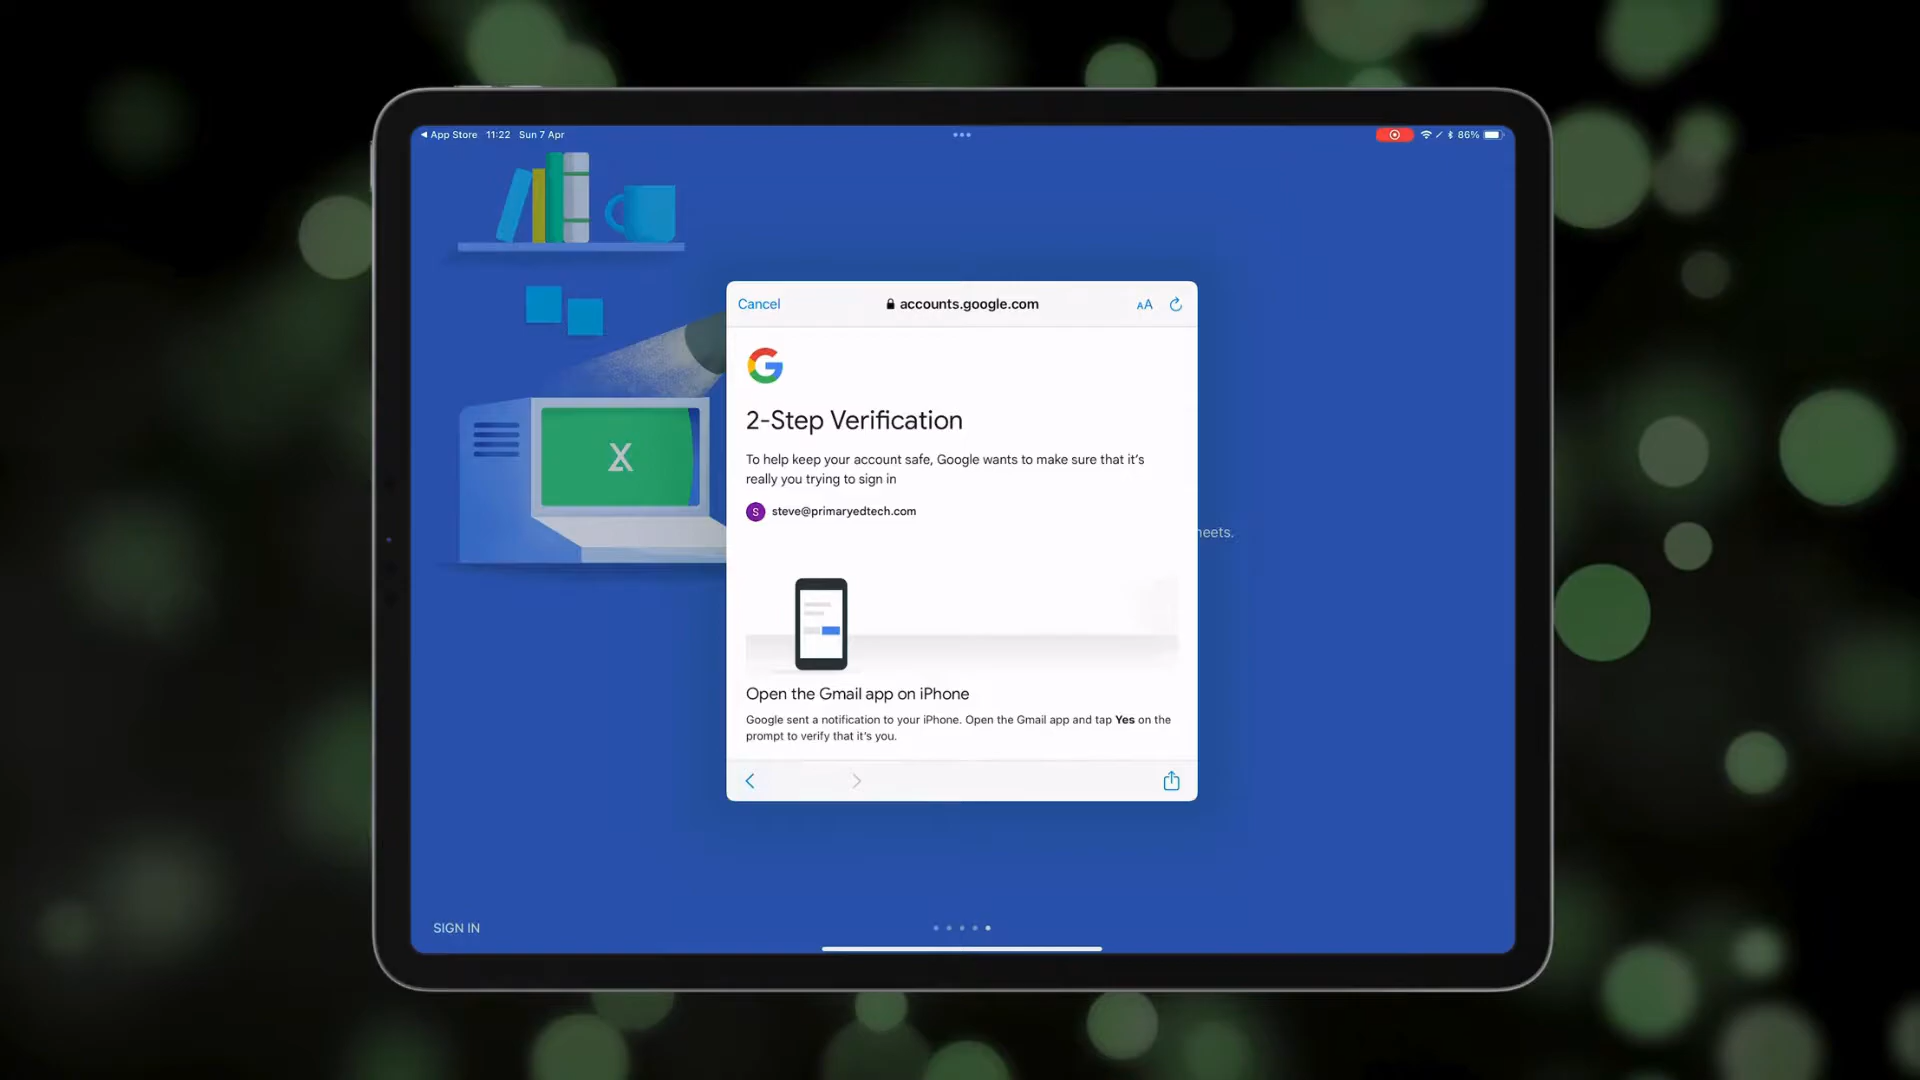 App Store 11:22 Sun 7 Apr
86%
Cancel
accounts.google.com
AA
2-Step Verification
To help keep your account safe, Google wants to make sure that it's
really you trying to sign in
S steve@primaryedtech.com
heets.
X
Open the Gmail app on iPhone
Google sent a notification to your iPhone. Open the Gmail app and tap Yes on the
prompt to verify that it's you.
SIGN IN